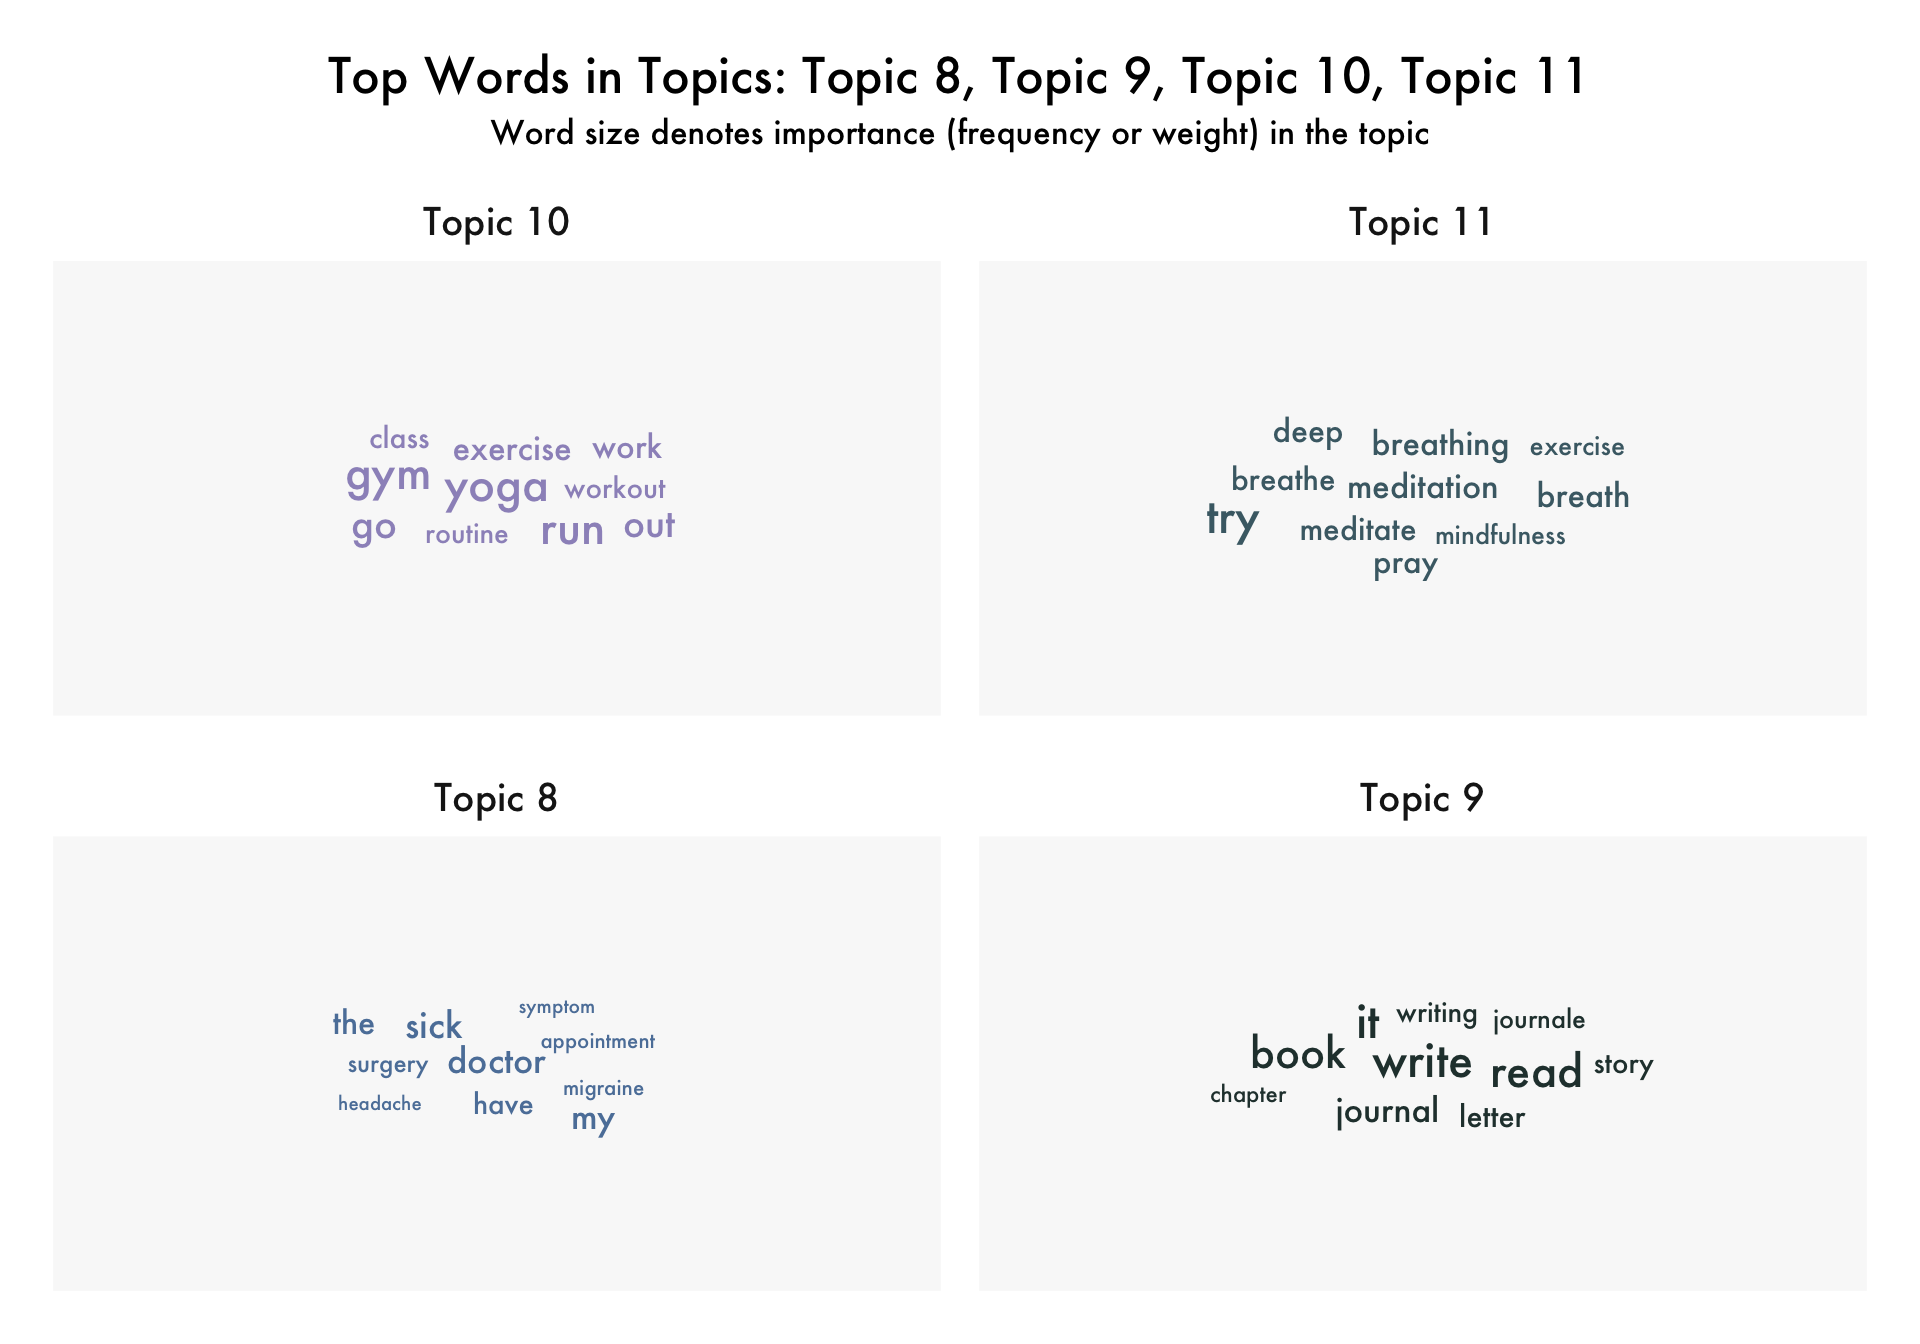 Top Words in Topics: Topic 8, Topic 9, Topic 10, Topic 11
Word size denotes importance (frequency or weight) in the topic
Topic 10
class exercise work
gym yoga workout
go routine run out
Topic 11
deep breathing exercise
breathe meditation breath
try meditate mindfulness
pray
Topic 8
symptom
the sick
appointment
surgery doctor
migraine
headache have
my
Topic 9
it writing journale
book write read story
chapter
journal letter